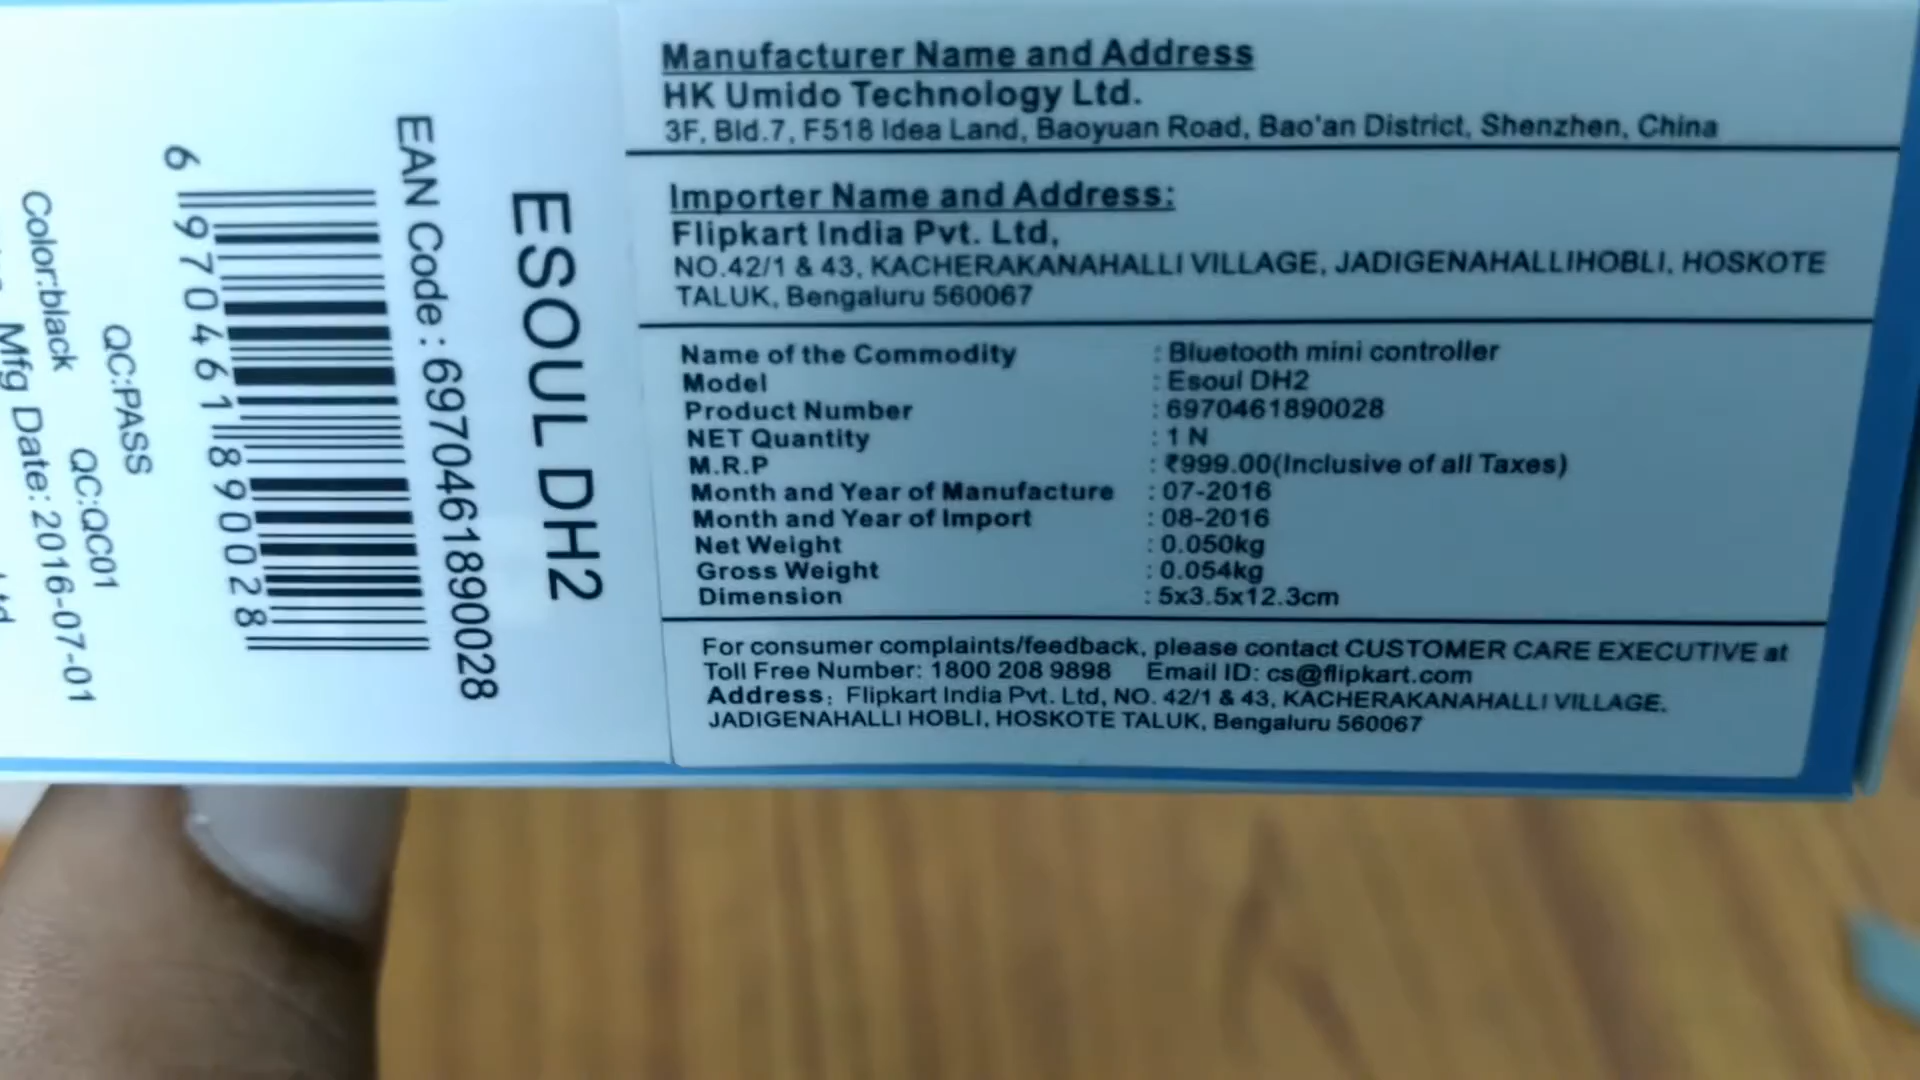 Manufacturer Name and Address
HK Umido Technology Ltd.
3F, Bld.7, F518 Idea Land, Baoyuan Road, Bao'an District, Shenzhen, China
Importer Name and Address:
Flipkart India Pvt. Ltd,
NO.42/1 & 43, KACHERAKANAHALLI VILLAGE, JADIGENAHALLIHOBLI, HOSKOTE
TALUK, Bengaluru 560067
Name of the Commodity : Bluetooth mini controller
Model : Esoul DH2
Product Number : 6970461890028
NET Quantity : 1 N
M.R.P : ₹999.00(Inclusive of all Taxes)
Month and Year of Manufacture : 07-2016
Month and Year of Import : 08-2016
Net Weight : 0.050kg
Gross Weight : 0.054kg
Dimension : 5x3.5x12.3cm
For consumer complaints/feedback, please contact CUSTOMER CARE EXECUTIVE at
Toll Free Number: 1800 208 9898 Email ID: cs@flipkart.com
Address: Flipkart India Pvt. Ltd, NO. 42/1 & 43, KACHERAKANAHALLI VILLAGE,
JADIGENAHALLI HOBLI, HOSKOTE TALUK, Bengaluru 560067
ESOUL DH2
EAN Code : 6970461890028
6 970461 890028
QC:PASS
Color:black QC:QC01
Mfg Date: 2016-07-01